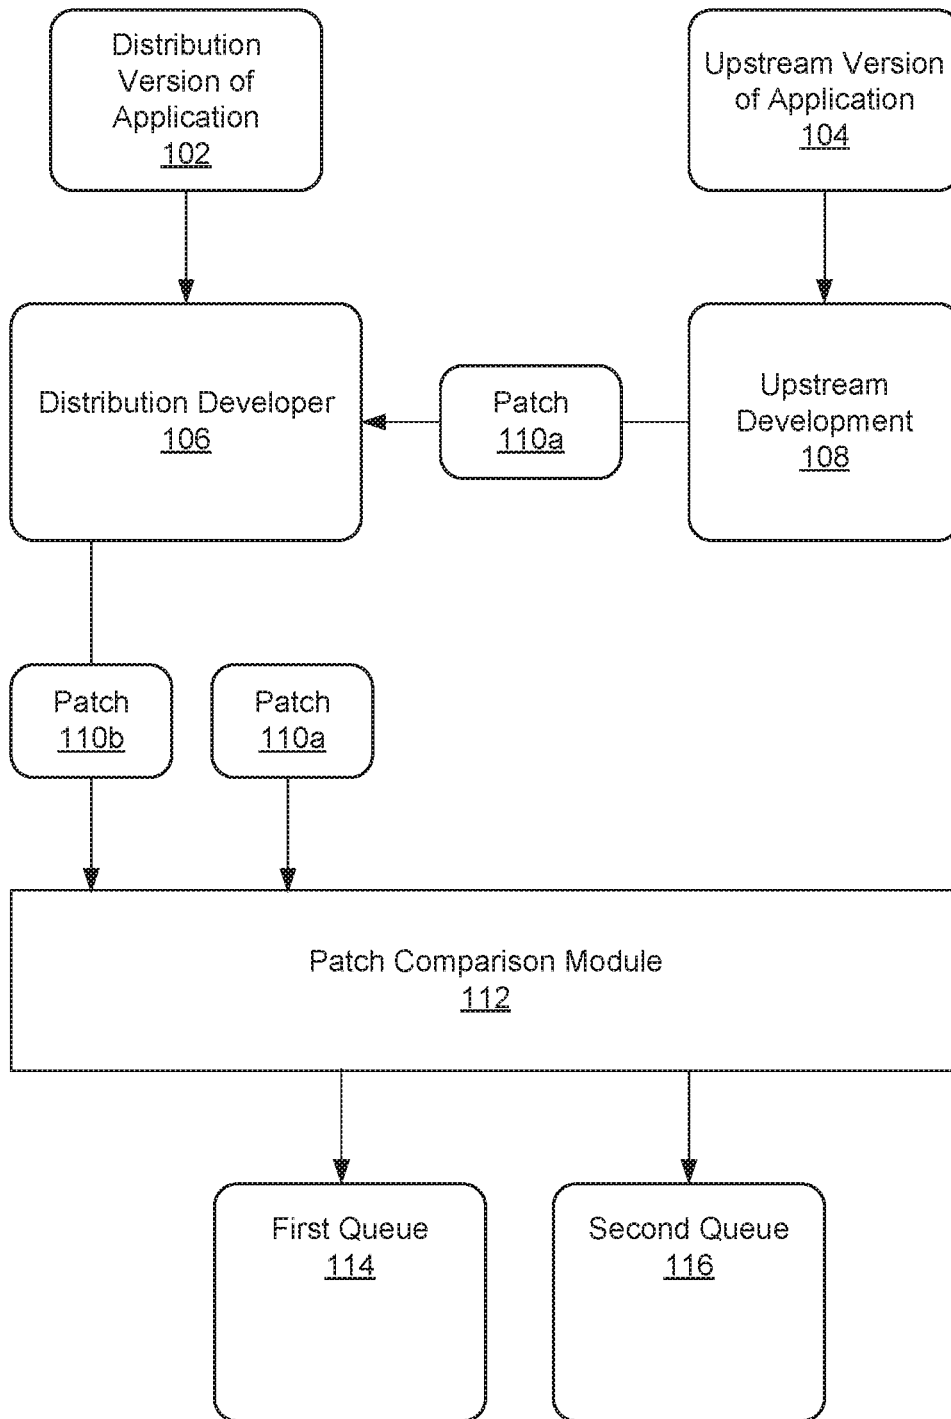 Distribution
Version of
Application
102
Upstream Version
of Application
104
Distribution Developer
106
Patch
110a
Upstream
Development
108
Patch
110b
Patch
110a
Patch Comparison Module
112
First Queue
114
Second Queue
116